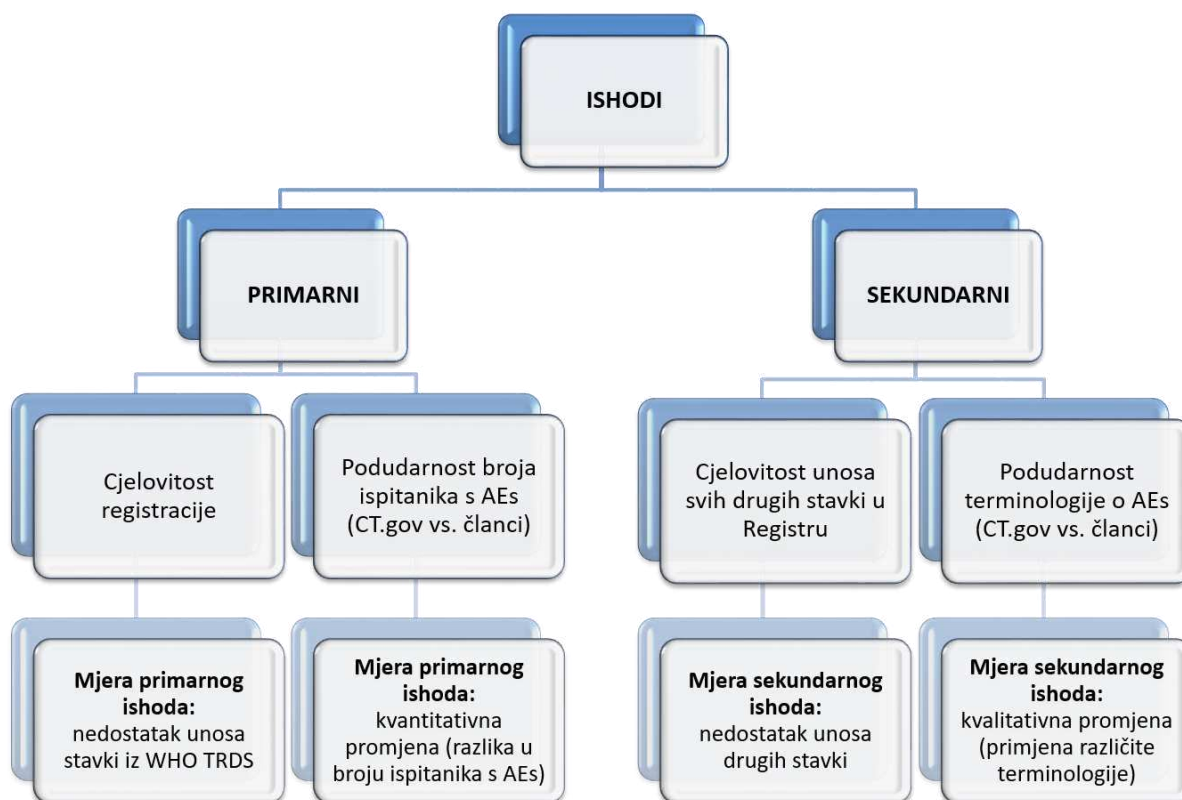 ISHODI
PRIMARNI
SEKUNDARNI
Cjelovitost
registracije
Podudarnost broja
ispitanika s AEs
(CT.gov vs. članci)
Cjelovitost unosa
svih drugih stavki u
Registru
Podudarnost
terminologije o AEs
(CT.gov vs. članci)
Mjera primarnog
ishoda:
nedostatak unosa
stavki iz WHO TRDS
Mjera primarnog
ishoda:
kvantitativna
promjena (razlika u
broju ispitanika s AEs)
Mjera sekundarnog
ishoda:
nedostatak unosa
drugih stavki
Mjera sekundarnog
ishoda:
kvalitativna promjena
(primjena različite
terminologije)